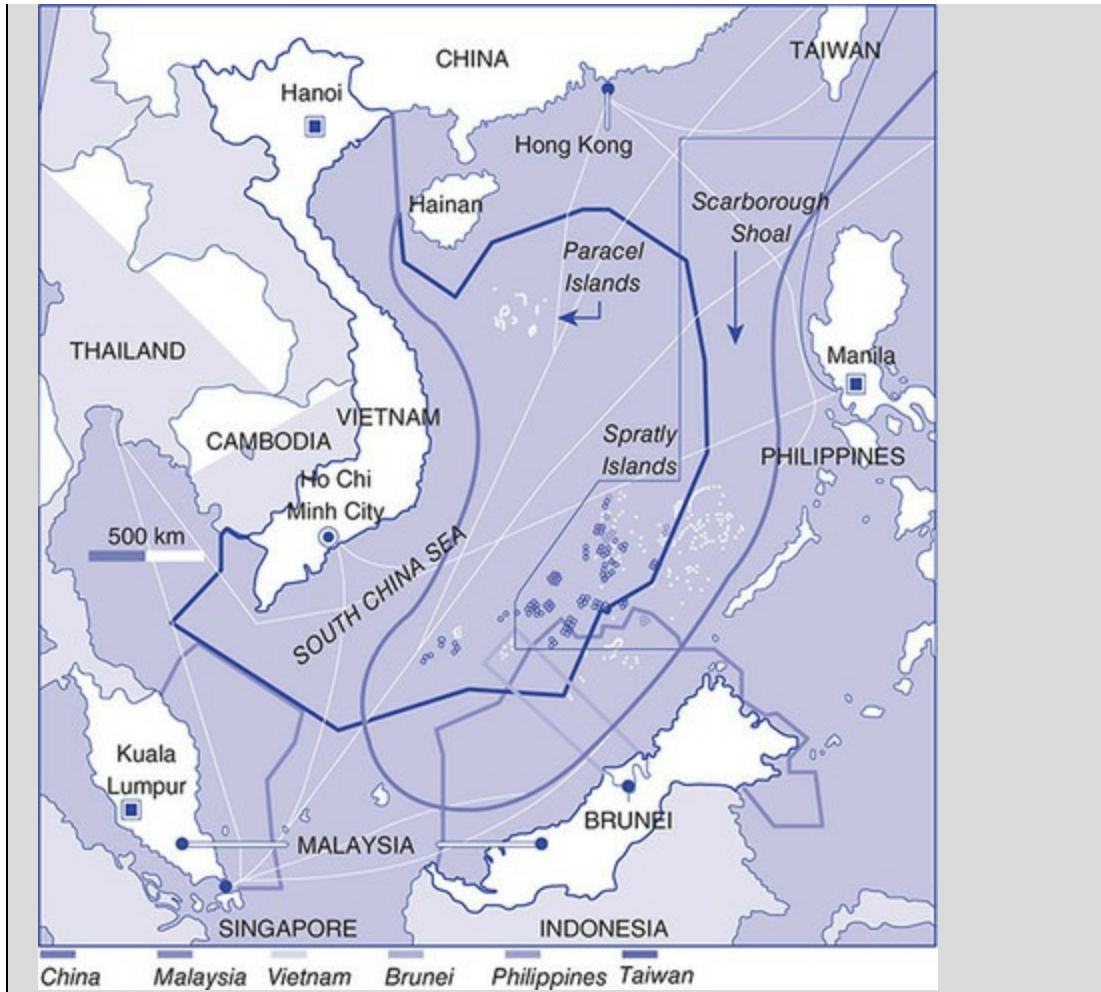 CHINA
TAIWAN
Hanoi
Hong Kong
Hainan
Scarborough
Shoal
Paracel
Islands
THAILAND
Manila
VIETNAM
CAMBODIA
Spratly
Islands
PHILIPPINES
Ho Chi
Minh City
500 km
SOUTH CHINA SEA
Kuala
Lumpur
BRUNEI
MALAYSIA
SINGAPORE
INDONESIA
China
Malaysia
Vietnam
Brunei
Philippines
Taiwan